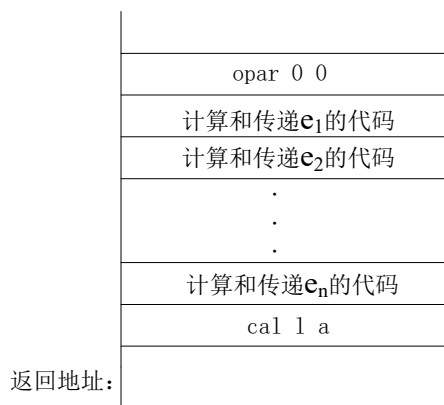 opar 0 0
计算和传递e₁的代码
计算和传递e₂的代码
.
.
.
计算和传递eₙ的代码
cal l a
返回地址：